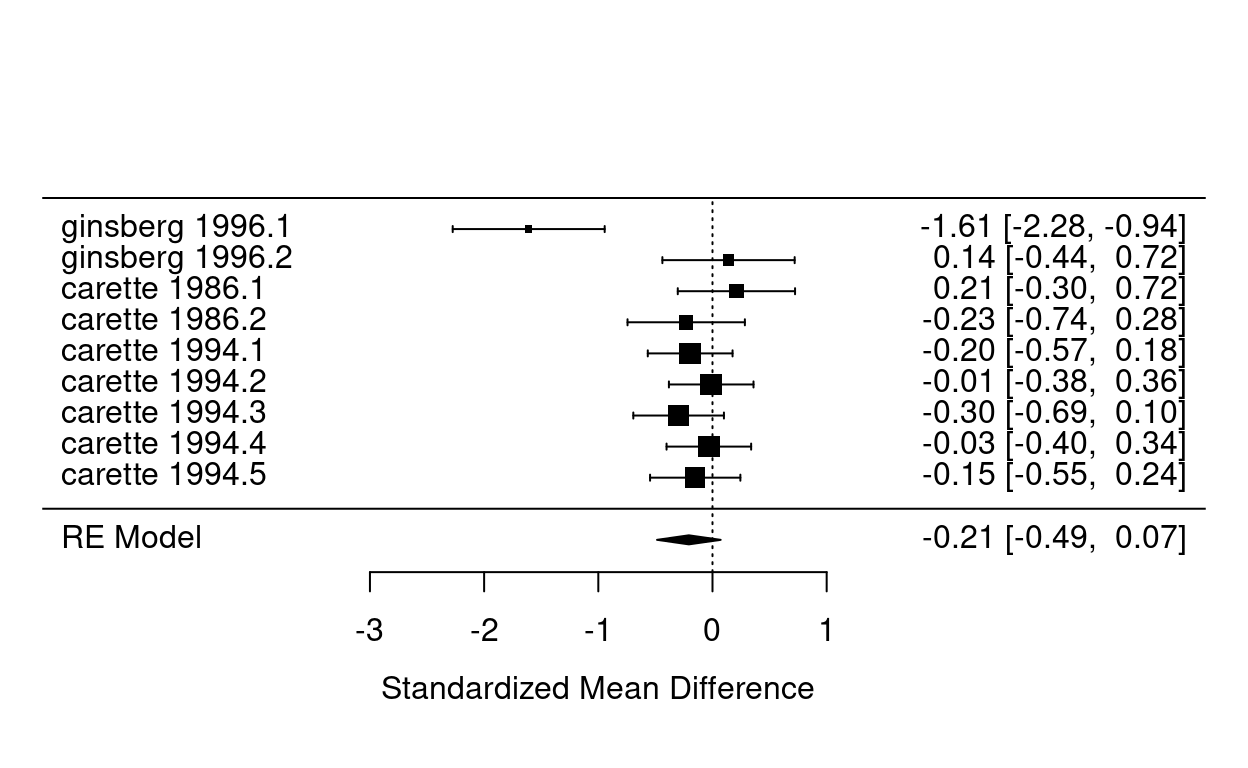 ginsberg 1996.1 -1.61 [-2.28, -0.94]
ginsberg 1996.2 0.14 [-0.44, 0.72]
carette 1986.1 0.21 [-0.30, 0.72]
carette 1986.2 -0.23 [-0.74, 0.28]
carette 1994.1 -0.20 [-0.57, 0.18]
carette 1994.2 -0.01 [-0.38, 0.36]
carette 1994.3 -0.30 [-0.69, 0.10]
carette 1994.4 -0.03 [-0.40, 0.34]
carette 1994.5 -0.15 [-0.55, 0.24]
RE Model -0.21 [-0.49, 0.07]
-3 -2 -1 0 1
Standardized Mean Difference